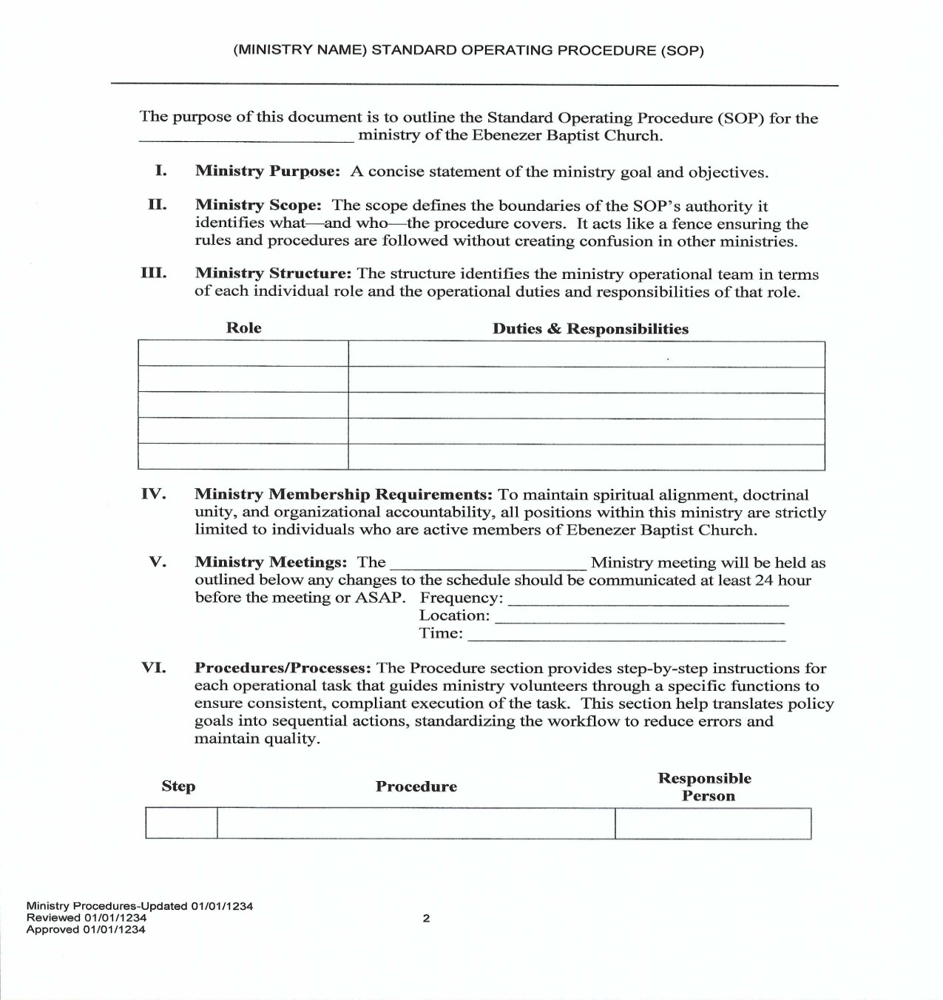 (MINISTRY NAME) STANDARD OPERATING PROCEDURE (SOP)
The purpose of this document is to outline the Standard Operating Procedure (SOP) for the
____________________________ ministry of the Ebenezer Baptist Church.
I. Ministry Purpose: A concise statement of the ministry goal and objectives.
II. Ministry Scope: The scope defines the boundaries of the SOP's authority it
identifies what—and who—the procedure covers. It acts like a fence ensuring the
rules and procedures are followed without creating confusion in other ministries.
III. Ministry Structure: The structure identifies the ministry operational team in terms
of each individual role and the operational duties and responsibilities of that role.
Role Duties & Responsibilities
IV. Ministry Membership Requirements: To maintain spiritual alignment, doctrinal
unity, and organizational accountability, all positions within this ministry are strictly
limited to individuals who are active members of Ebenezer Baptist Church.
V. Ministry Meetings: The _________________________ Ministry meeting will be held as
outlined below any changes to the schedule should be communicated at least 24 hour
before the meeting or ASAP. Frequency: ____________________________________
Location: _____________________________________
Time: _________________________________________
VI. Procedures/Processes: The Procedure section provides step-by-step instructions for
each operational task that guides ministry volunteers through a specific functions to
ensure consistent, compliant execution of the task. This section help translates policy
goals into sequential actions, standardizing the workflow to reduce errors and
maintain quality.
Step Procedure Responsible
Person
Ministry Procedures-Updated 01/01/1234
Reviewed 01/01/1234
Approved 01/01/1234
2